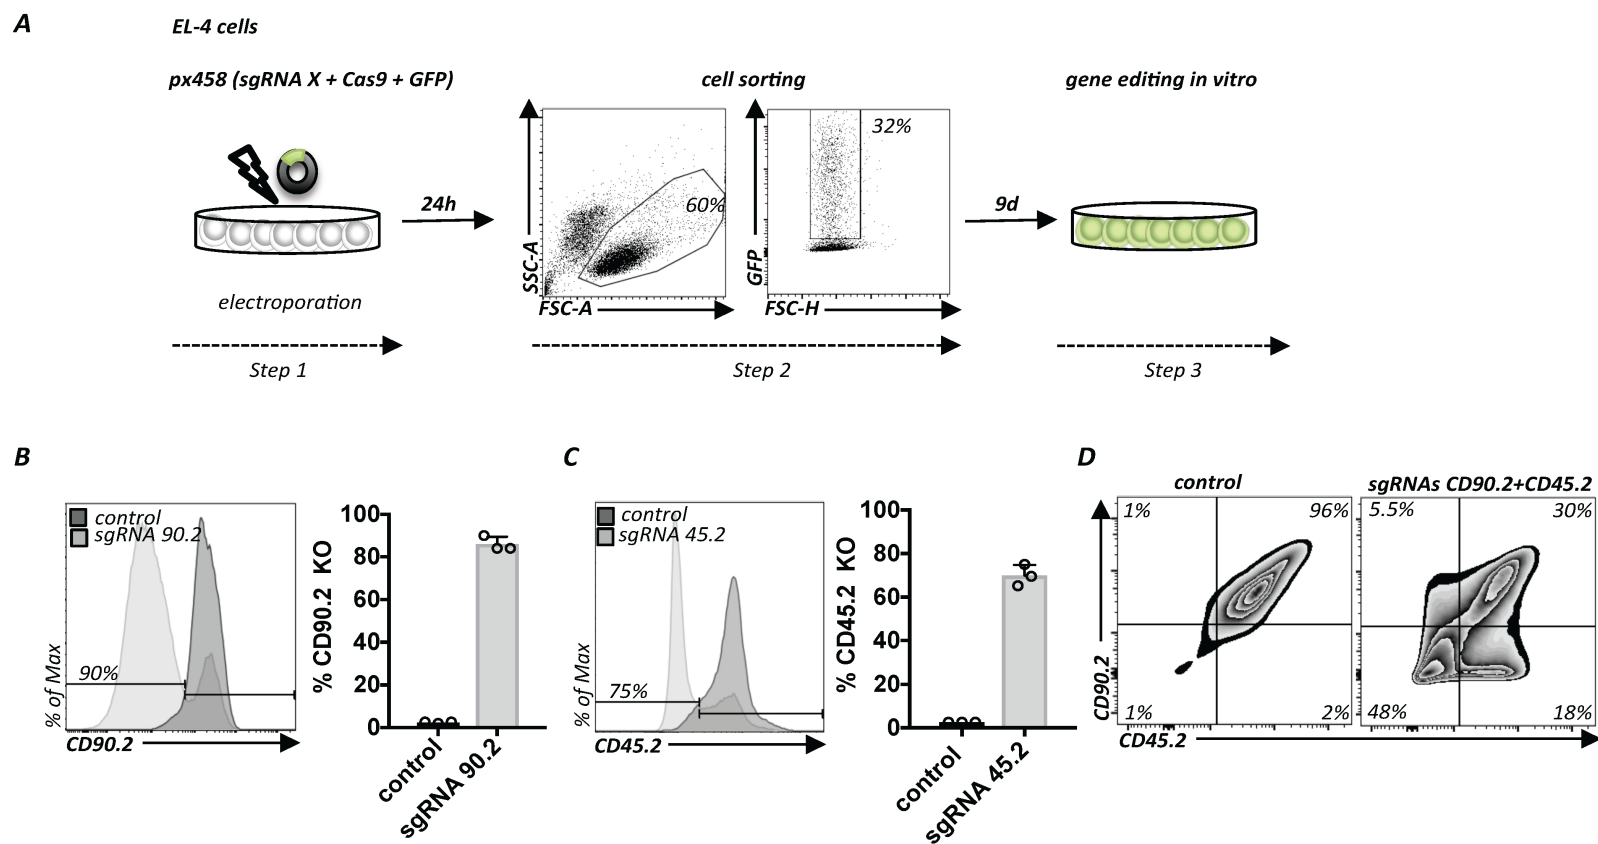 A
EL-4 cells
px458 (sgRNA X + Cas9 + GFP)
cell sorting
gene editing in vitro
24h
SSC-A
60%
FSC-A
GFP
32%
FSC-H
9d
electroporation
Step 1
Step 2
Step 3
B
control
sgRNA 90.2
90%
% of Max
CD90.2
% CD90.2 KO
100
80
60
40
20
0
control
sgRNA 90.2
C
control
sgRNA 45.2
75%
% of Max
CD45.2
% CD45.2 KO
100
80
60
40
20
0
control
sgRNA 45.2
D
control
sgRNAs CD90.2+CD45.2
1%
96%
5.5%
30%
CD90.2
1%
2%
48%
18%
CD45.2